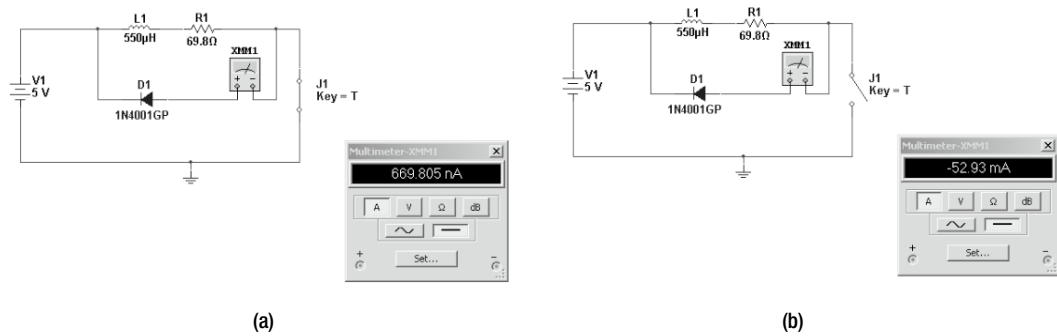 L1
550μH
R1
69.8Ω
XMM1
V1
5 V
D1
1N4001GP
J1
Key = T
Multimeter-XMM1
669.805 nA
A
V
Ω
dB
+
Set...
−
(a)
L1
550μH
R1
69.8Ω
XMM1
V1
5 V
D1
1N4001GP
J1
Key = T
Multimeter-XMM1
-52.93 mA
A
V
Ω
dB
+
Set...
−
(b)